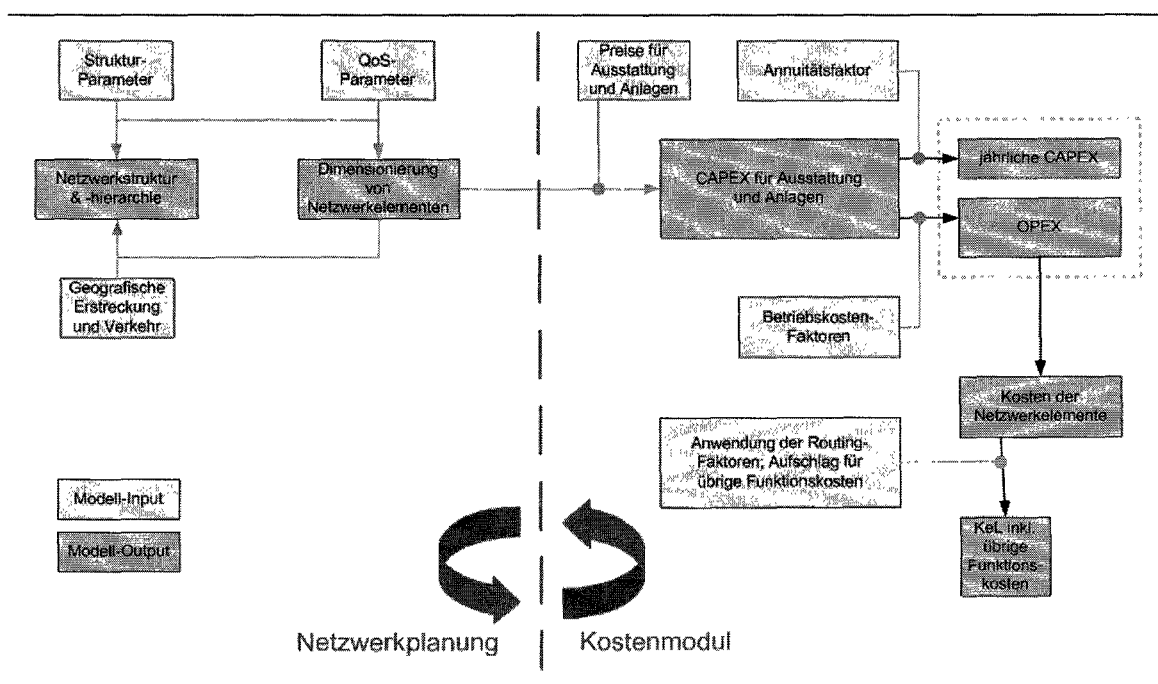 Struktur-
Parameter
QoS-
Parameter
Preise für
Ausstattung
und Anlagen
Annuitätsfaktor
Netzwerkstruktur
& -hierarchie
Dimensionierung
von
Netzwerkelementen
CAPEX für Ausstattung
und Anlagen
jährliche CAPEX
OPEX
Geografische
Erstreckung
und Verkehr
Betriebskosten-
Faktoren
Kosten der
Netzwerkelemente
Anwendung der Routing-
Faktoren; Aufschlag für
übrige Funktionskosten
Modell-Input
Modell-Output
KeL inkl.
übrige
Funktions-
kosten
Netzwerkplanung
Kostenmodul